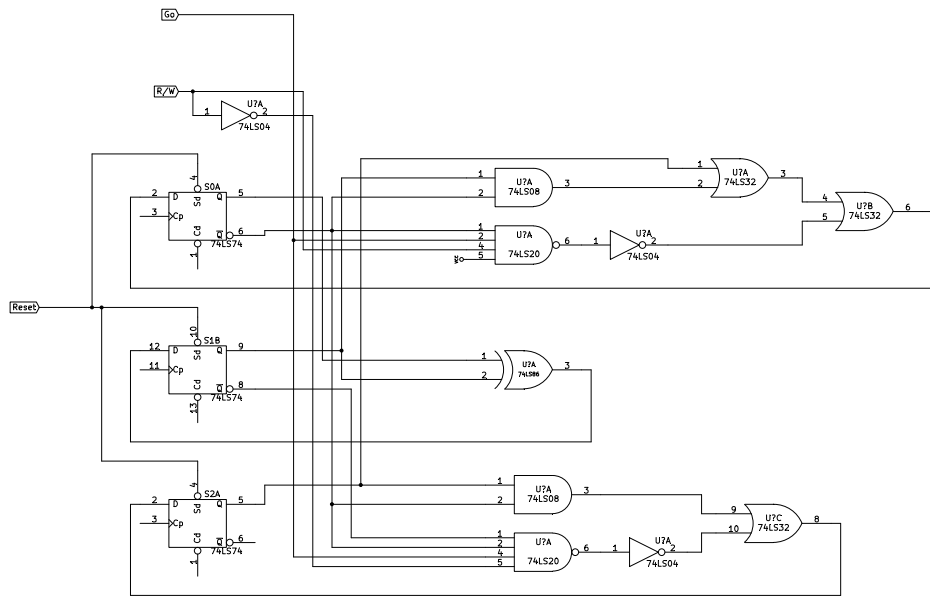 Go
R/W
1 U?A 2
74LS04
4
S0A
2 D Sd Q 5
3 Cp
Cd Q 6
74LS74
1
1 U?A 3
2 74LS08
1 U?A 6
2
4 74LS20
5
1 U?A 2
74LS04
1 U?A 3
2 74LS32
4 U?B 6
5 74LS32
Reset
10
S1B
12 D Sd Q 9
11 Cp
Cd Q 8
74LS74
13
1 U?A 3
2 74LS86
4
S2A
2 D Sd Q 5
3 Cp
Cd Q 6
74LS74
1
1 U?A 3
2 74LS08
1 U?A 6
2
4 74LS20
5
1 U?A 2
74LS04
9 U?C 8
10 74LS32